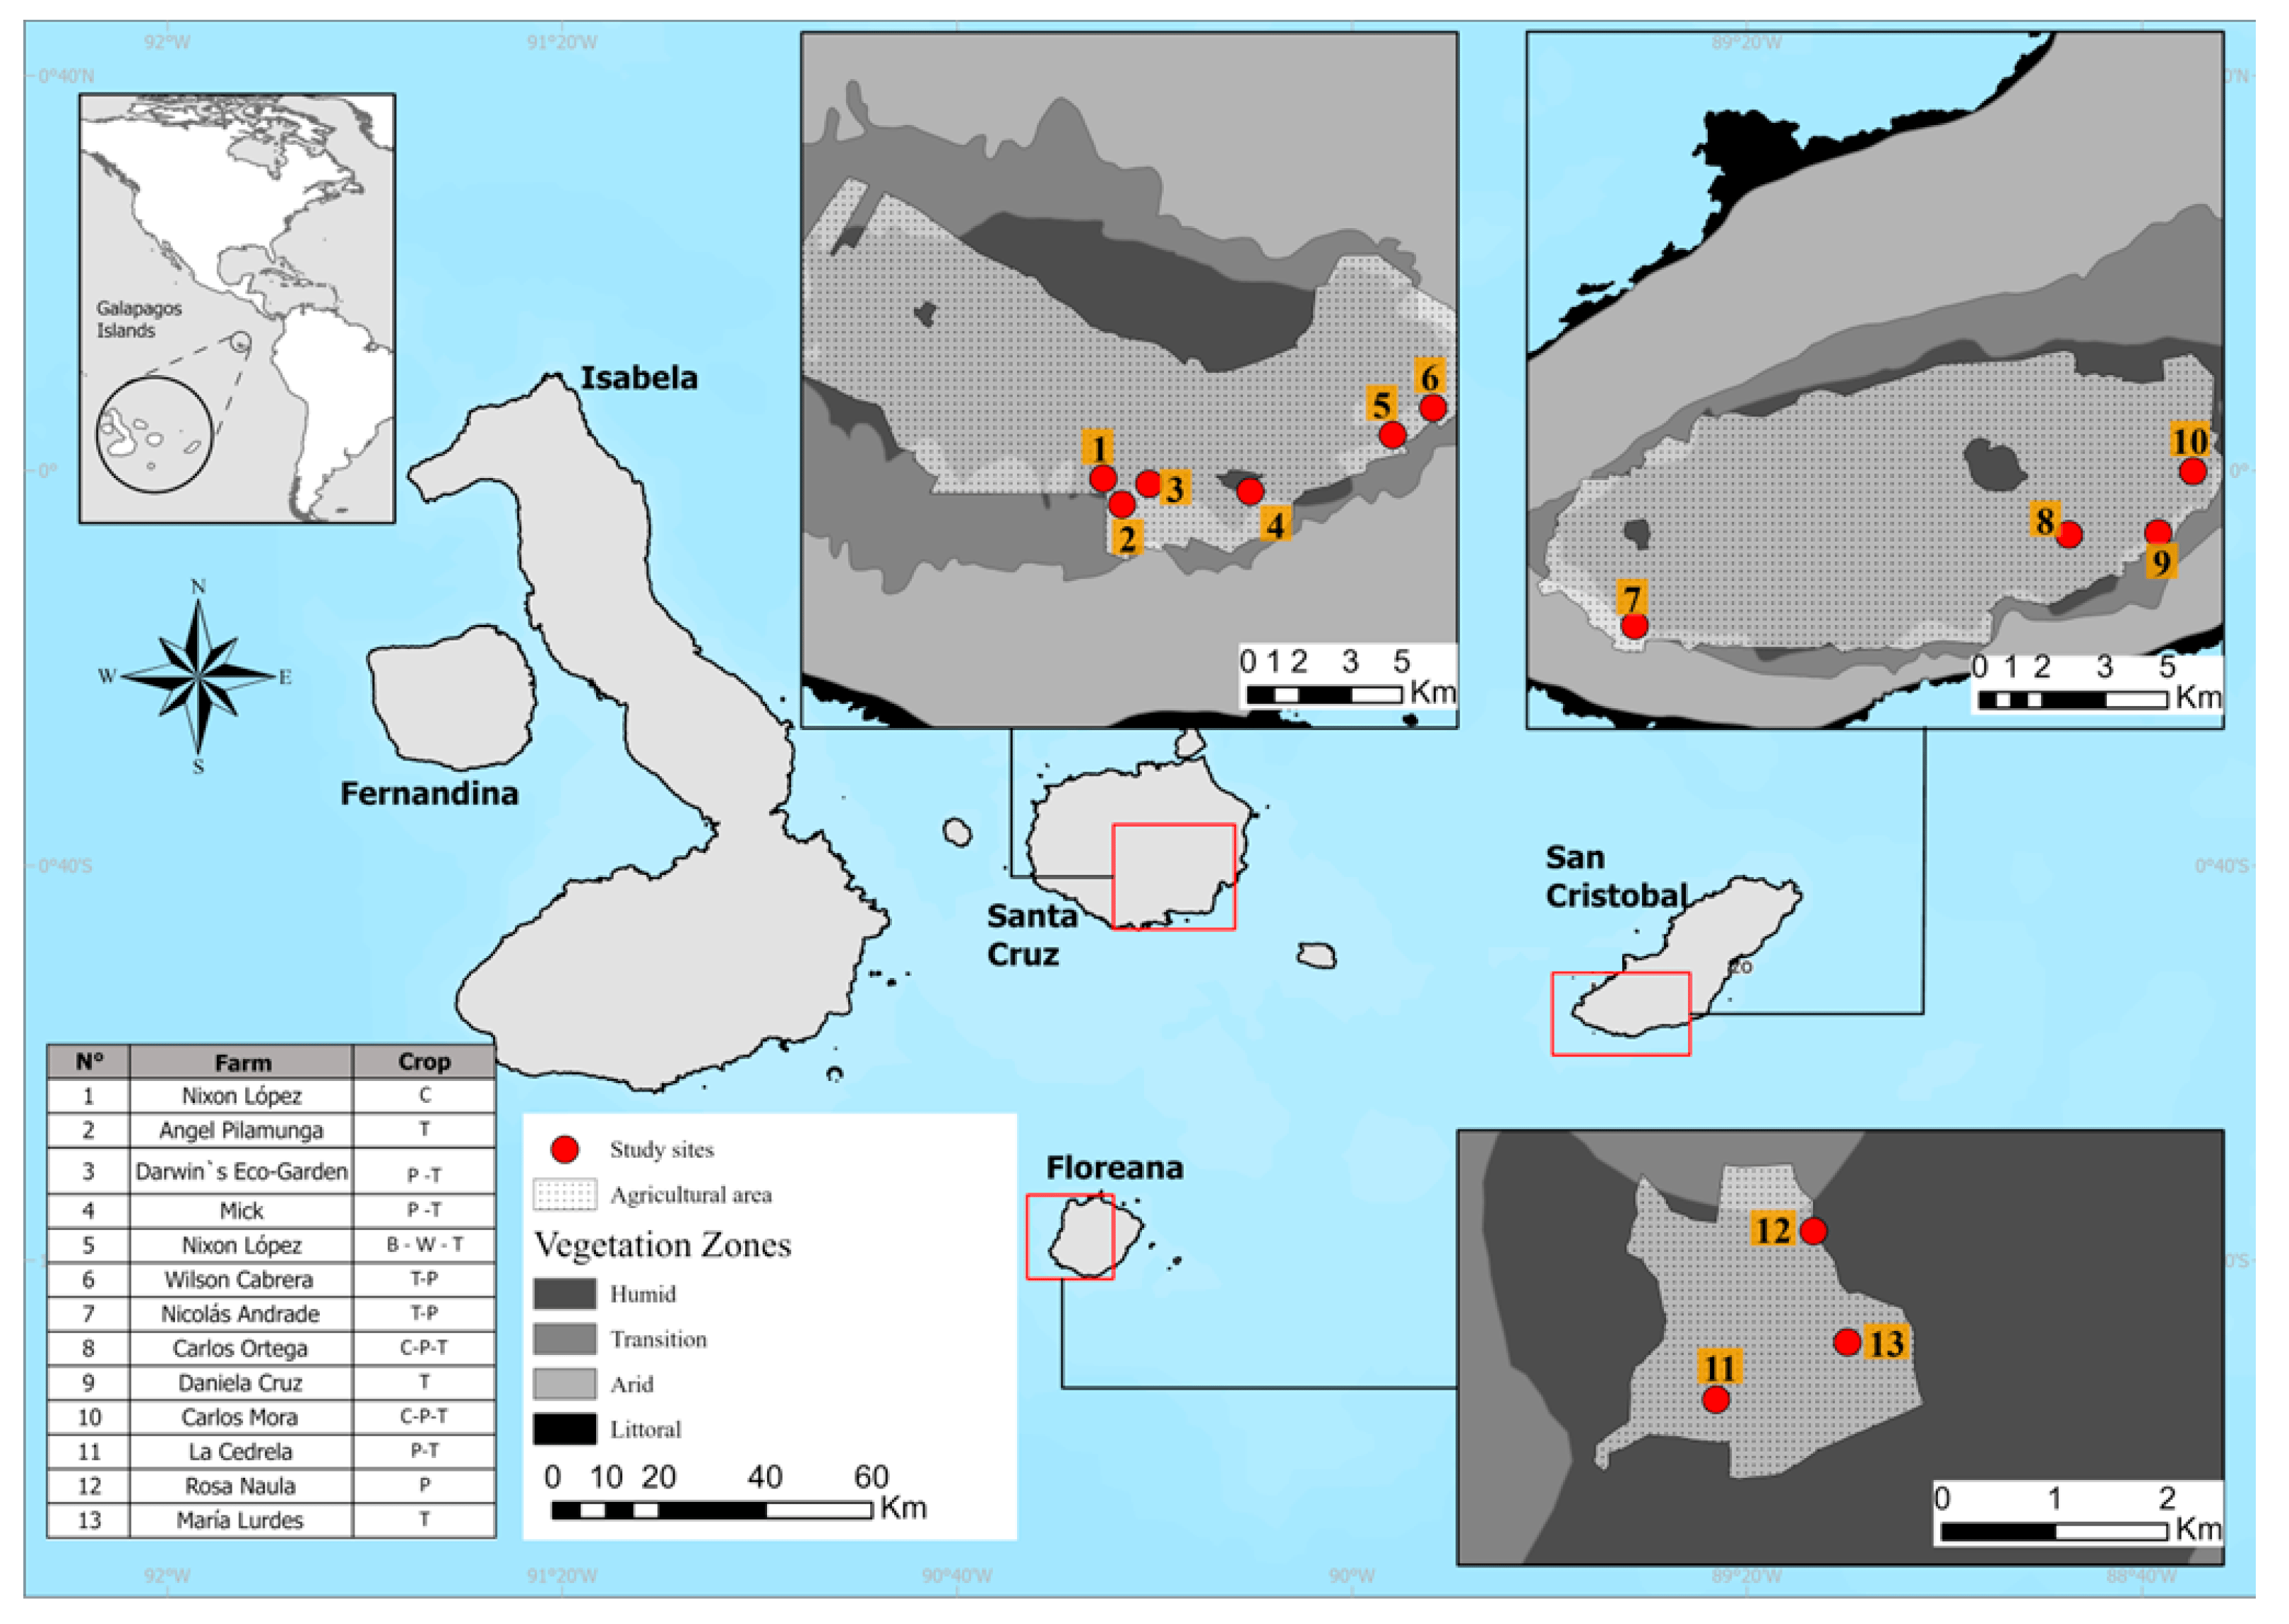 92°W
91°20'W
89°20'W
0°40'N
0'N
Galapagos
Islands
Isabela
Fernandina
N
W
E
S
0°
0°
1
2
3
4
5
6
0 1 2 3 5
Km
7
8
9
10
0 1 2 3 5
Km
0°40'S
0°40'S
Santa
Cruz
San
Cristobal
Floreana
0'S
N° Farm Crop
1 Nixon López C
2 Angel Pilamunga T
3 Darwin`s Eco-Garden P -T
4 Mick P -T
5 Nixon López B - W - T
6 Wilson Cabrera T-P
7 Nicolás Andrade T-P
8 Carlos Ortega C-P-T
9 Daniela Cruz T
10 Carlos Mora C-P-T
11 La Cedrela P-T
12 Rosa Naula P
13 María Lurdes T
Study sites
Agricultural area
Vegetation Zones
Humid
Transition
Arid
Littoral
0 10 20 40 60
Km
12
13
11
0 1 2
Km
92°W
91°20'W
90°40'W
90°W
89°20'W
88°40'W